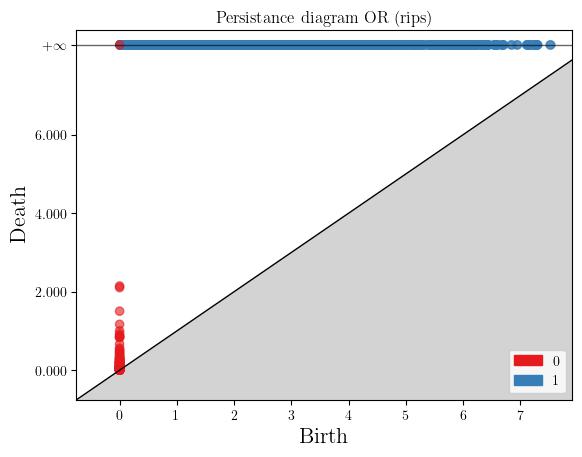 Persistance diagram OR (rips)
+∞
6.000
4.000
2.000
0.000
Death
0 1 2 3 4 5 6 7
Birth
0
1